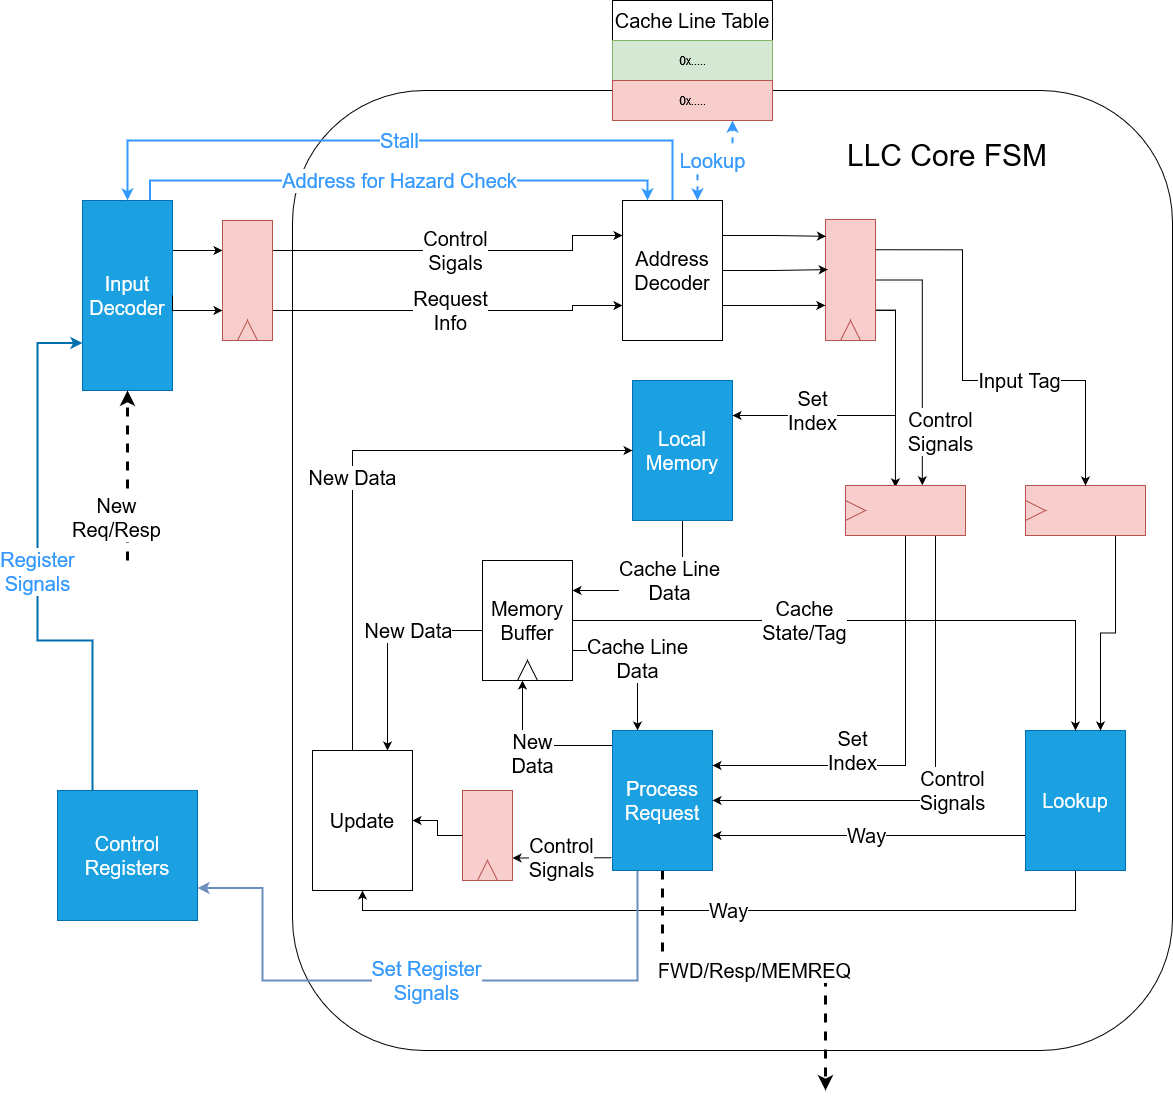 Cache Line Table
0x.....
0x.....
LLC Core FSM
Stall
Lookup
Address for Hazard Check
Input
Decoder
Control
Sigals
Request
Info
Address
Decoder
Input Tag
Set
Index
Control
Signals
Local
Memory
New Data
New
Req/Resp
Register
Signals
Cache Line
Data
Memory
Buffer
Cache
State/Tag
New Data
Cache Line
Data
New
Data
Set
Index
Control
Signals
Process
Request
Lookup
Update
Way
Control
Signals
Control
Registers
Way
Set Register
Signals
FWD/Resp/MEMREQ